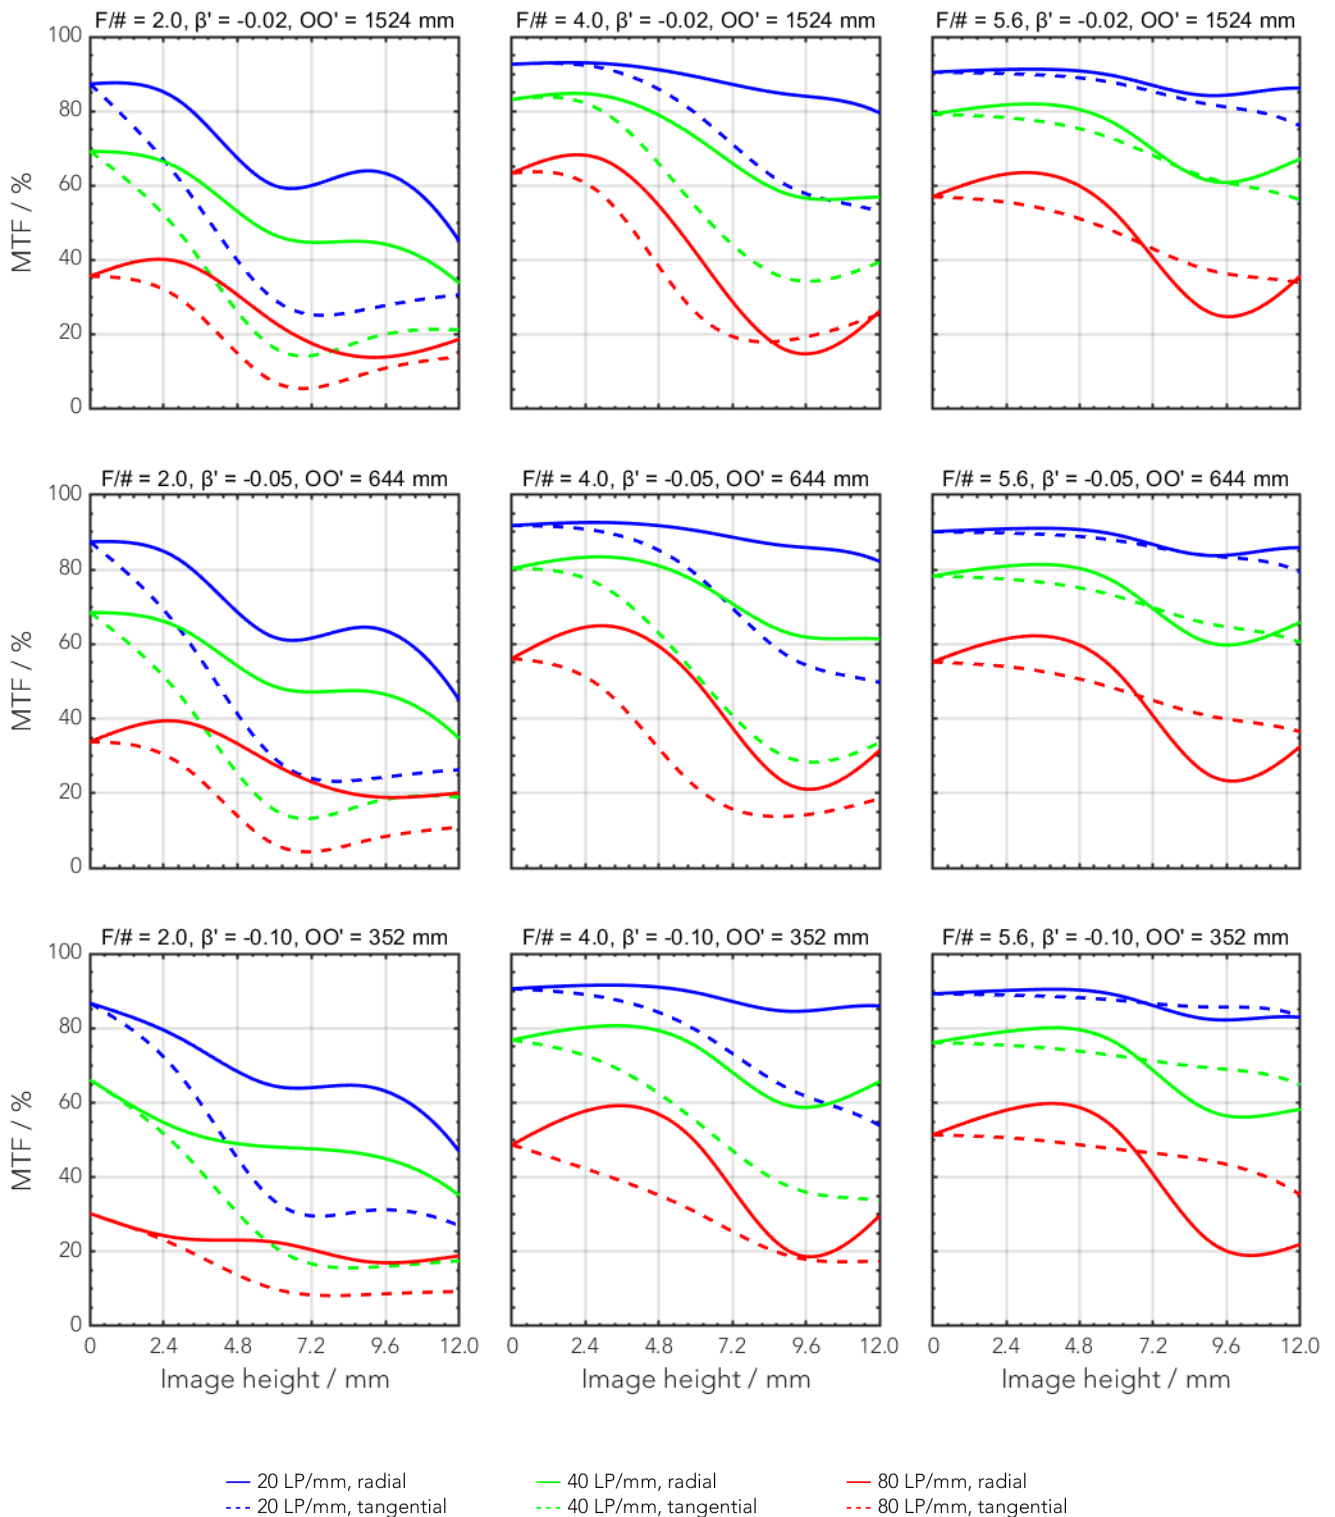 F/# = 2.0, β' = -0.02, OO' = 1524 mm
F/# = 4.0, β' = -0.02, OO' = 1524 mm
F/# = 5.6, β' = -0.02, OO' = 1524 mm
100
80
60
40
20
0
MTF / %
F/# = 2.0, β' = -0.05, OO' = 644 mm
F/# = 4.0, β' = -0.05, OO' = 644 mm
F/# = 5.6, β' = -0.05, OO' = 644 mm
100
80
60
40
20
0
MTF / %
F/# = 2.0, β' = -0.10, OO' = 352 mm
F/# = 4.0, β' = -0.10, OO' = 352 mm
F/# = 5.6, β' = -0.10, OO' = 352 mm
100
80
60
40
20
0
MTF / %
0 2.4 4.8 7.2 9.6 12.0
0 2.4 4.8 7.2 9.6 12.0
0 2.4 4.8 7.2 9.6 12.0
Image height / mm
Image height / mm
Image height / mm
20 LP/mm, radial
20 LP/mm, tangential
40 LP/mm, radial
40 LP/mm, tangential
80 LP/mm, radial
80 LP/mm, tangential